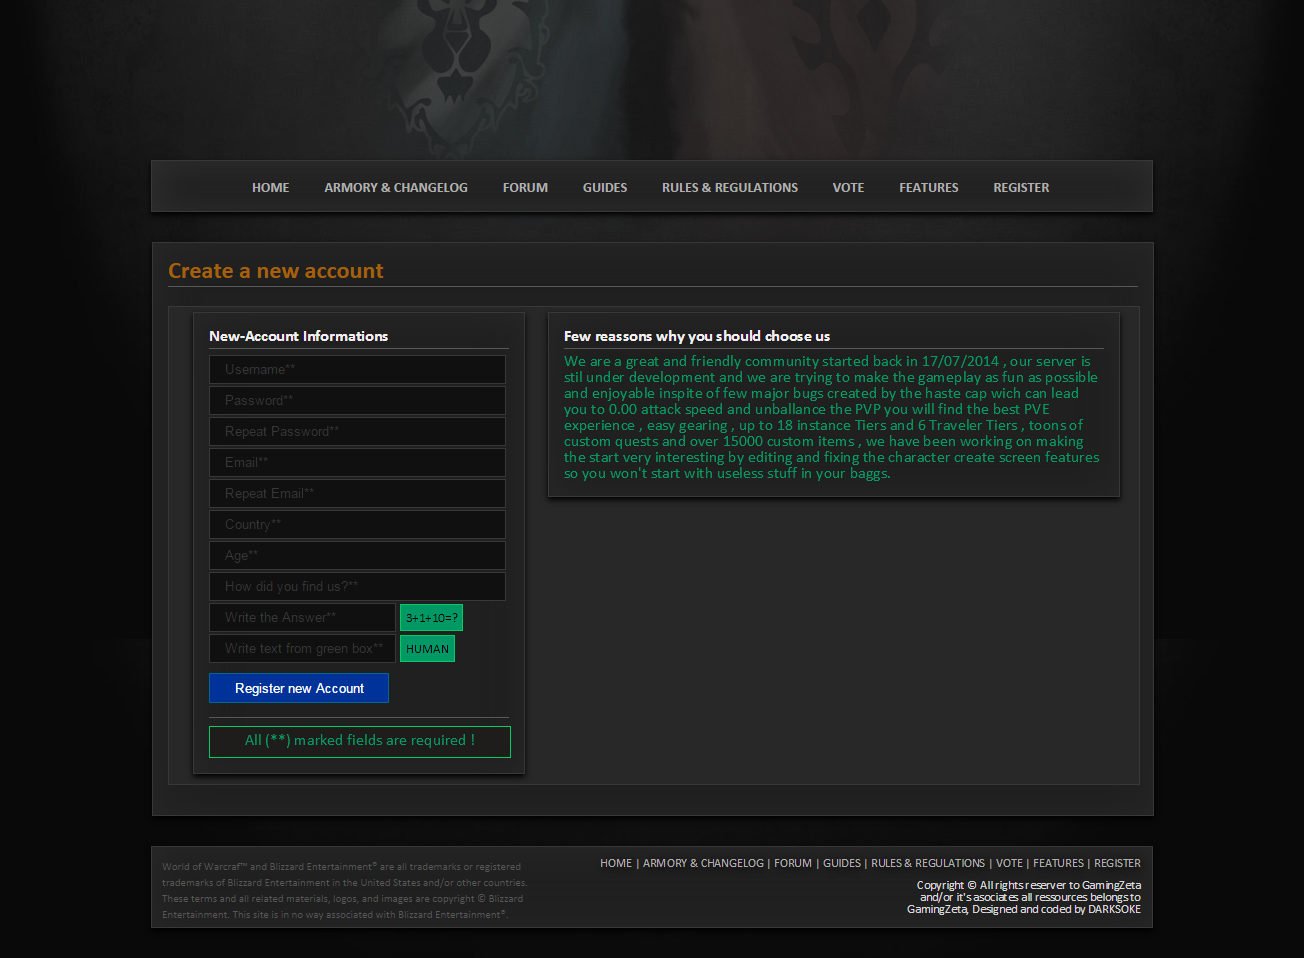 HOME ARMORY & CHANGELOG FORUM GUIDES RULES & REGULATIONS VOTE FEATURES REGISTER
Create a new account
New-Account Informations
Username**
Password**
Repeat Password**
Email**
Repeat Email**
Country**
Age**
How did you find us?**
Write the Answer** 3+1+10=?
Write text from green box** HUMAN
Register new Account
All (**) marked fields are required !
Few reassons why you should choose us
We are a great and friendly community started back in 17/07/2014 , our server is
stil under development and we are trying to make the gameplay as fun as possible
and enjoyable inspite of few major bugs created by the haste cap wich can lead
you to 0.00 attack speed and unballance the PVP you will find the best PVE
experience , easy gearing , up to 18 instance Tiers and 6 Traveler Tiers , toons of
custom quests and over 15000 custom items , we have been working on making
the start very interesting by editing and fixing the character create screen features
so you won't start with useless stuff in your baggs.
World of Warcraf™ and Blizzard Entertainment® are all trademarks or registered
trademarks of Blizzard Entertainment in the United States and/or other countries.
These terms and all related materials, logos, and images are copyright © Blizzard
Entertainment. This site is in no way associated with Blizzard Entertainment®.
HOME | ARMORY & CHANGELOG | FORUM | GUIDES | RULES & REGULATIONS | VOTE | FEATURES | REGISTER
Copyright © All rights reserver to GamingZeta
and/or it's asociates all ressources belongs to
GamingZeta, Designed and coded by DARKSOKE